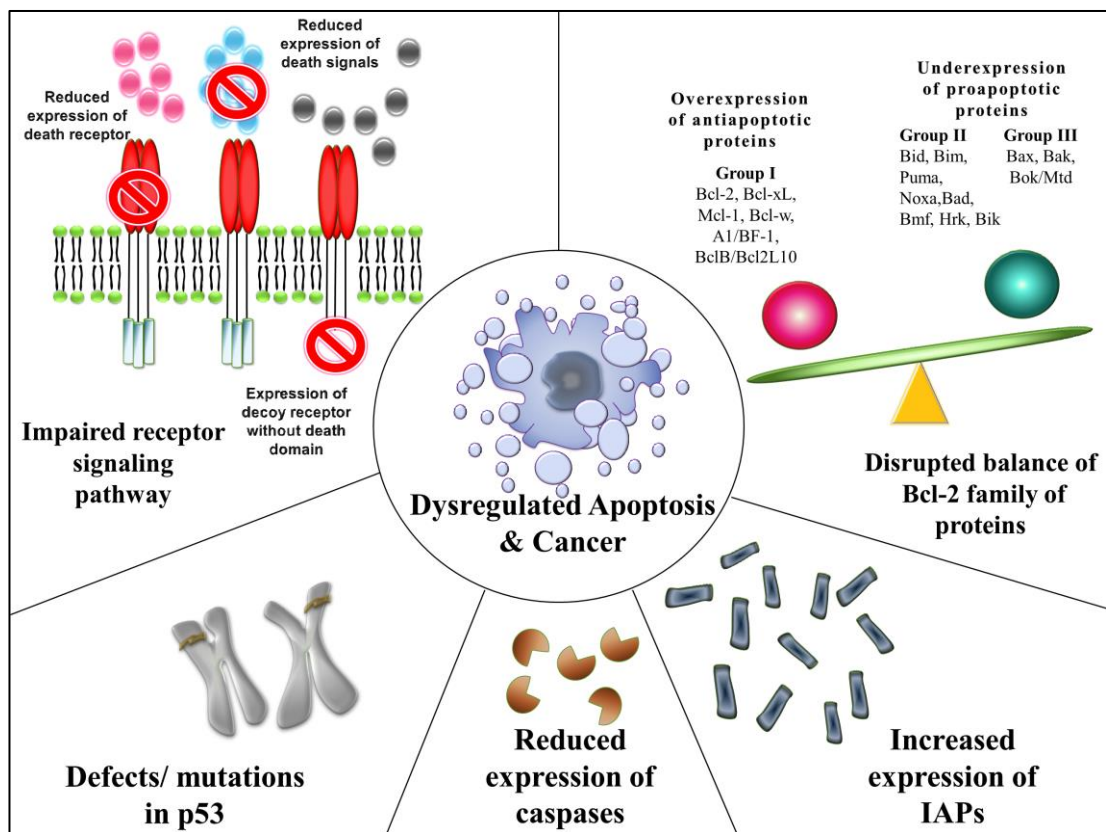 Reduced
expression of
death signals
Reduced
expression of
death receptor
Expression of
decoy receptor
without death
domain
Impaired receptor
signaling
pathway
Overexpression
of antiapoptotic
proteins
Group I
Bcl-2, Bcl-xL,
Mcl-1, Bcl-w,
A1/BF-1,
BclB/Bcl2L10
Underexpression
of proapoptotic
proteins
Group II
Bid, Bim,
Puma,
Noxa,Bad,
Bmf, Hrk, Bik
Group III
Bax, Bak,
Bok/Mtd
Disrupted balance of
Bcl-2 family of
proteins
Dysregulated Apoptosis
& Cancer
Defects/ mutations
in p53
Reduced
expression of
caspases
Increased
expression of
IAPs